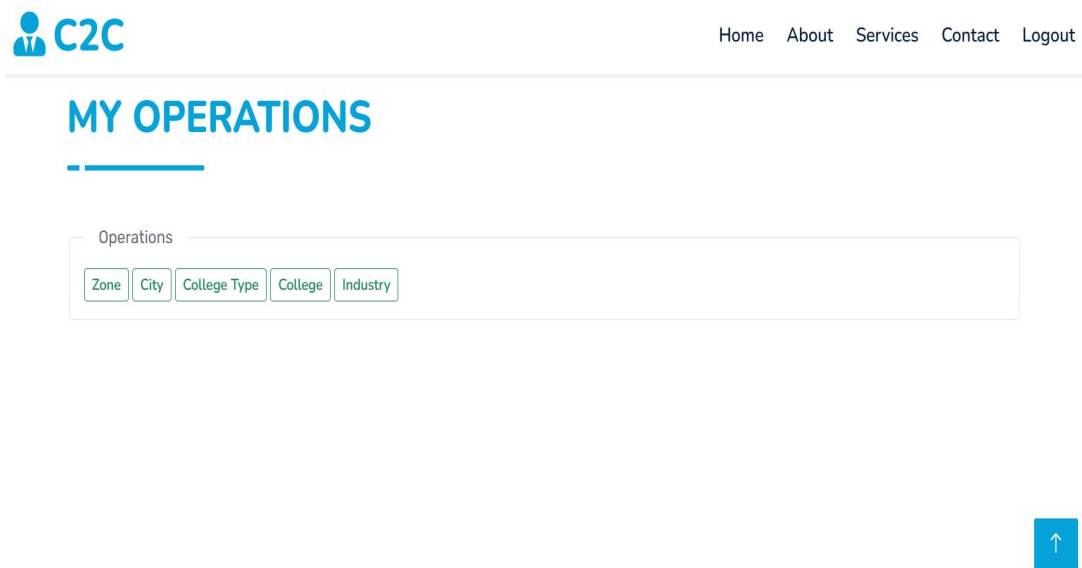 C2C
Home About Services Contact Logout
MY OPERATIONS
Operations
Zone City College Type College Industry